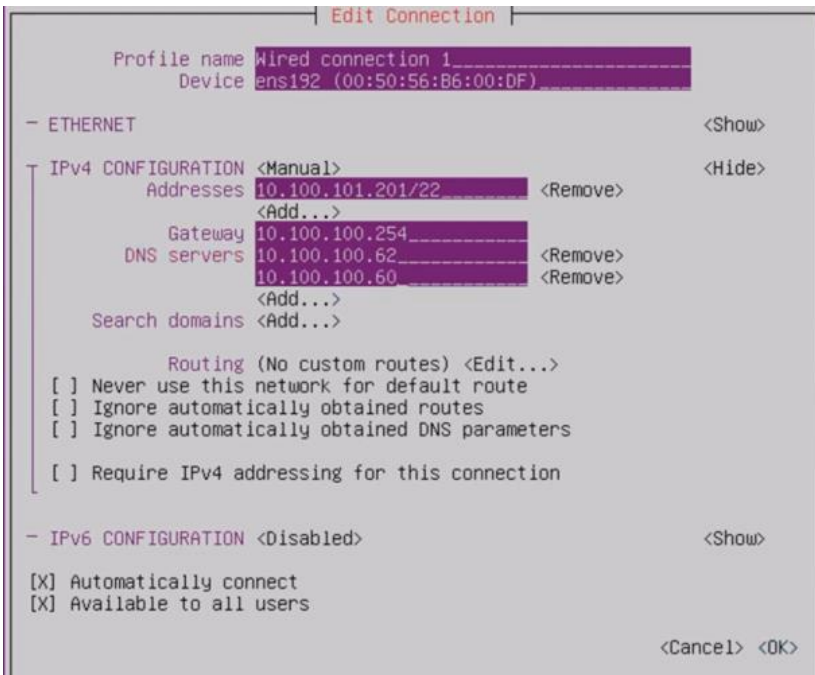 Edit Connection
Profile name Wired connection 1
Device ens192 (00:50:56:B6:00:DF)
- ETHERNET <Show>
IPv4 CONFIGURATION <Manual> <Hide>
Addresses 10.100.101.201/22 <Remove>
<Add...>
Gateway 10.100.100.254
DNS servers 10.100.100.62 <Remove>
10.100.100.60 <Remove>
<Add...>
Search domains <Add...>
Routing (No custom routes) <Edit...>
[ ] Never use this network for default route
[ ] Ignore automatically obtained routes
[ ] Ignore automatically obtained DNS parameters
[ ] Require IPv4 addressing for this connection
- IPv6 CONFIGURATION <Disabled> <Show>
[X] Automatically connect
[X] Available to all users
<Cancel> <OK>